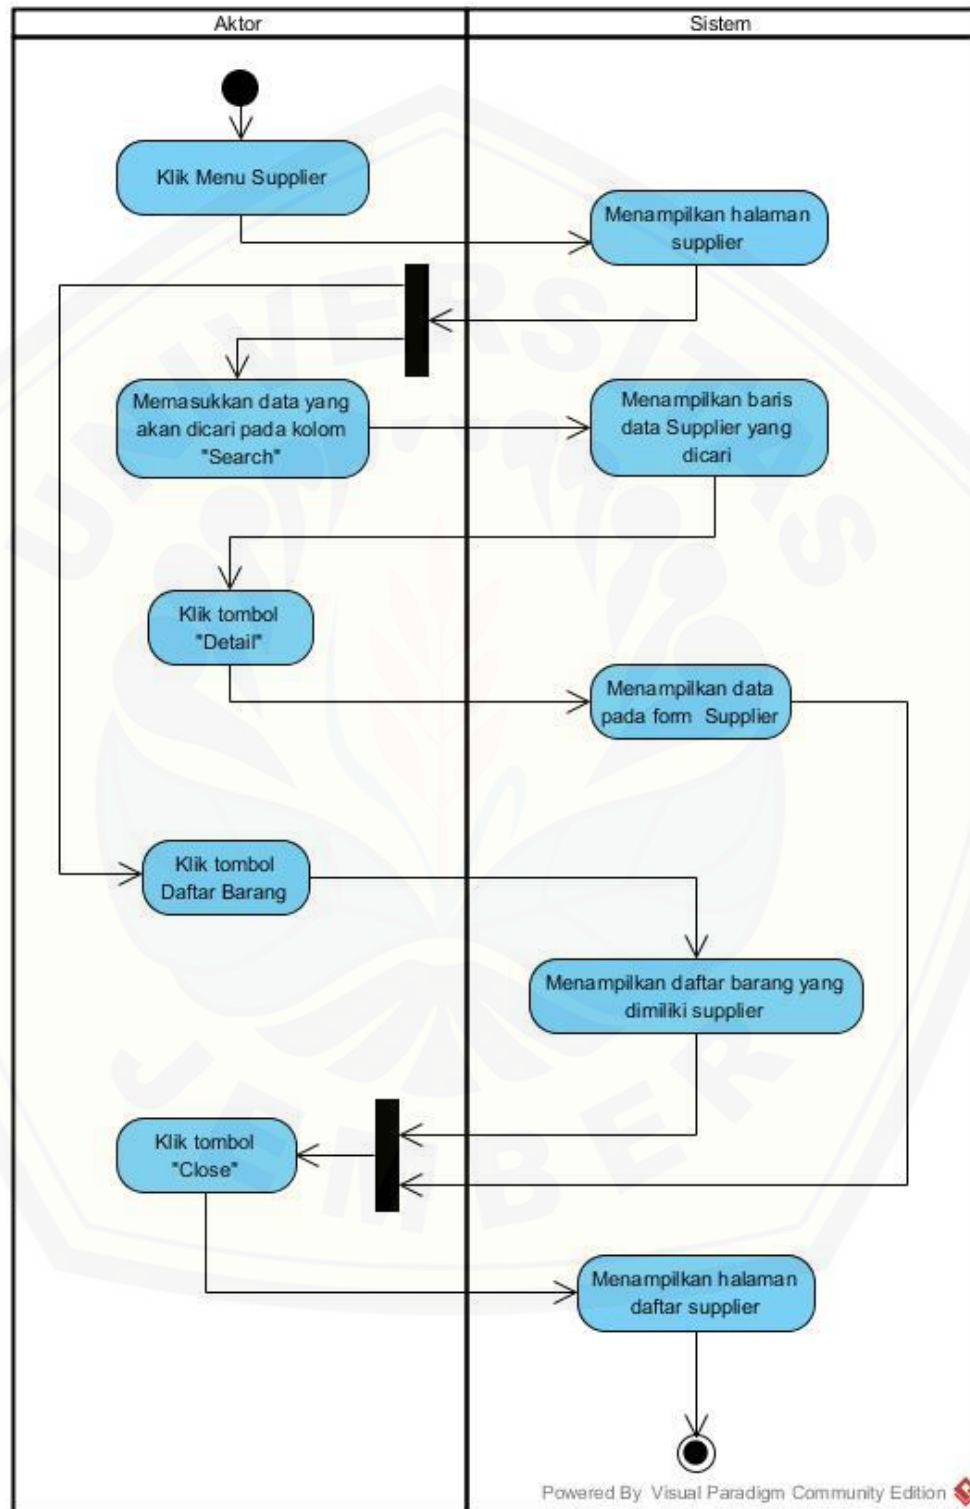 Aktor
Sistem
Klik Menu Supplier
Menampilkan halaman
supplier
Memasukkan data yang
akan dicari pada kolom
"Search"
Menampilkan baris
data Supplier yang
dicari
Klik tombol
"Detail"
Menampilkan data
pada form  Supplier
Klik tombol
Daftar Barang
Menampilkan daftar barang yang
dimiliki supplier
Klik tombol
"Close"
Menampilkan halaman
daftar supplier
UNIVERSITAS
JEMBER
Powered By  Visual Paradigm Community Edition